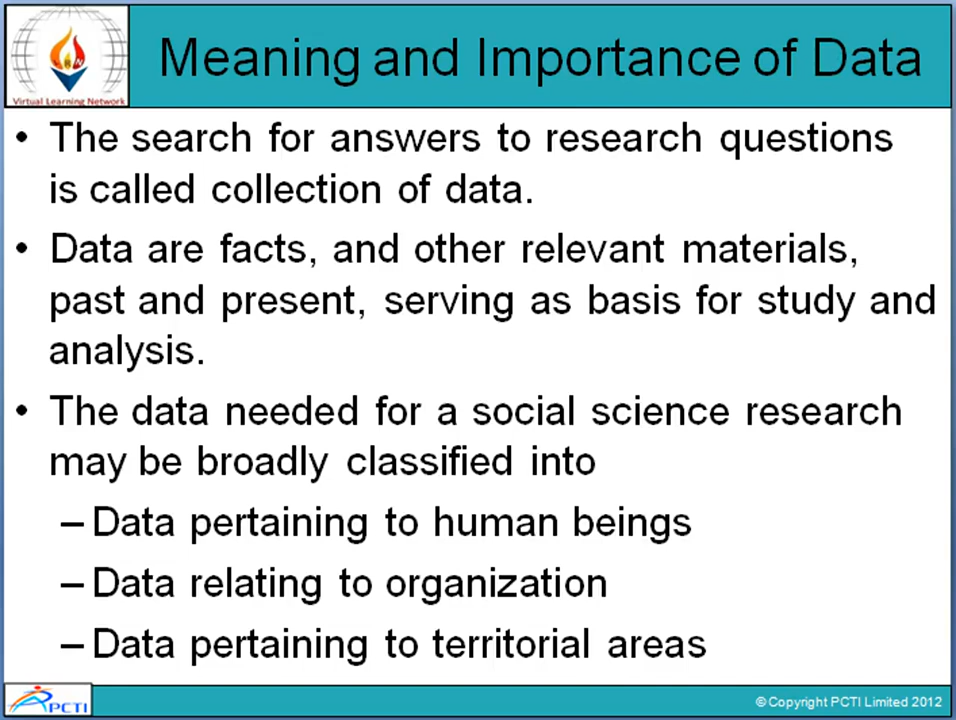 Virtual Learning Network
Meaning and Importance of Data
• The search for answers to research questions
is called collection of data.
• Data are facts, and other relevant materials,
past and present, serving as basis for study and
analysis.
• The data needed for a social science research
may be broadly classified into
– Data pertaining to human beings
– Data relating to organization
– Data pertaining to territorial areas
PCTI
© Copyright PCTI Limited 2012